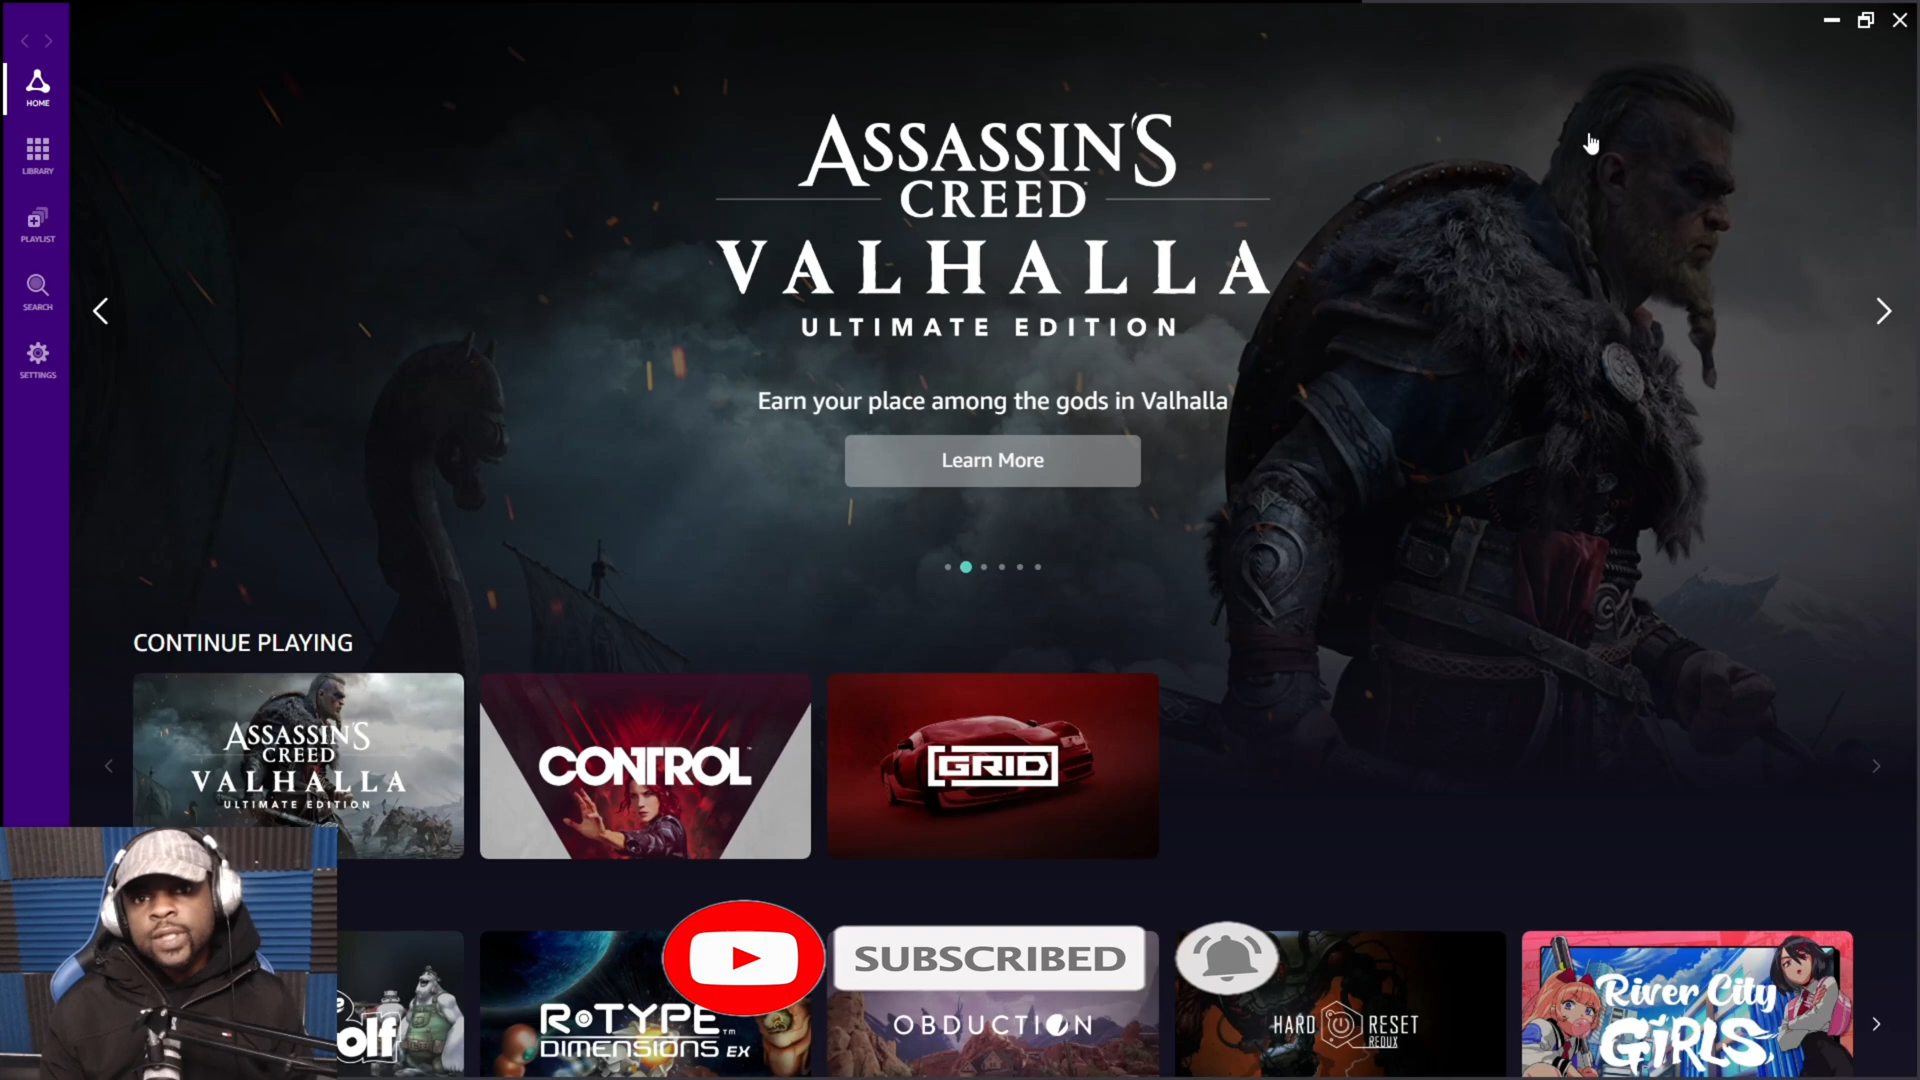 HOME
LIBRARY
PLAYLIST
SEARCH
SETTINGS
ASSASSIN'S
CREED
VALHALLA
ULTIMATE EDITION
Earn your place among the gods in Valhalla
Learn More
CONTINUE PLAYING
ASSASSIN'S
CREED
VALHALLA
ULTIMATE EDITION
CONTROL
GRID
olf
R-TYPE™
DIMENSIONS EX
SUBSCRIBED
OBDUCTION
HARD RESET
REDUX
River City
GiRLS